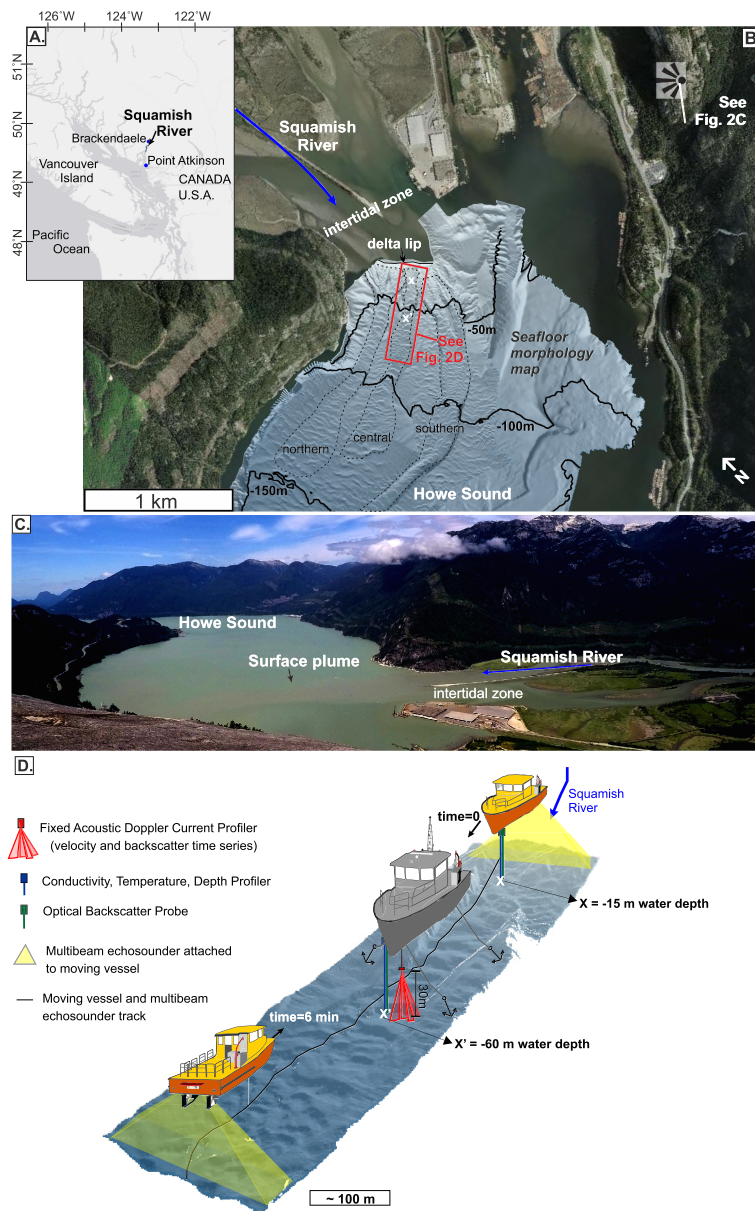 126°W
124°W
122°W
A.
B.
51°N
50°N
49°N
48°N
Squamish
River
Brackendaele
Point Atkinson
Vancouver
Island
CANADA
U.S.A.
Pacific
Ocean
Squamish
River
intertidal zone
delta lip
x
x
See
Fig. 2C
-50m
See
Fig. 2D
Seafloor
morphology
map
-100m
southern
central
northern
-150m
Howe Sound
1 km
N
C.
Howe Sound
Surface plume
Squamish River
intertidal zone
D.
Squamish
River
time=0
Fixed Acoustic Doppler Current Profiler
(velocity and backscatter time series)
Conductivity, Temperature, Depth Profiler
Optical Backscatter Probe
Multibeam echosounder attached
to moving vessel
Moving vessel and multibeam
echosounder track
X
X = -15 m water depth
30m
X'
X' = -60 m water depth
time=6 min
~ 100 m